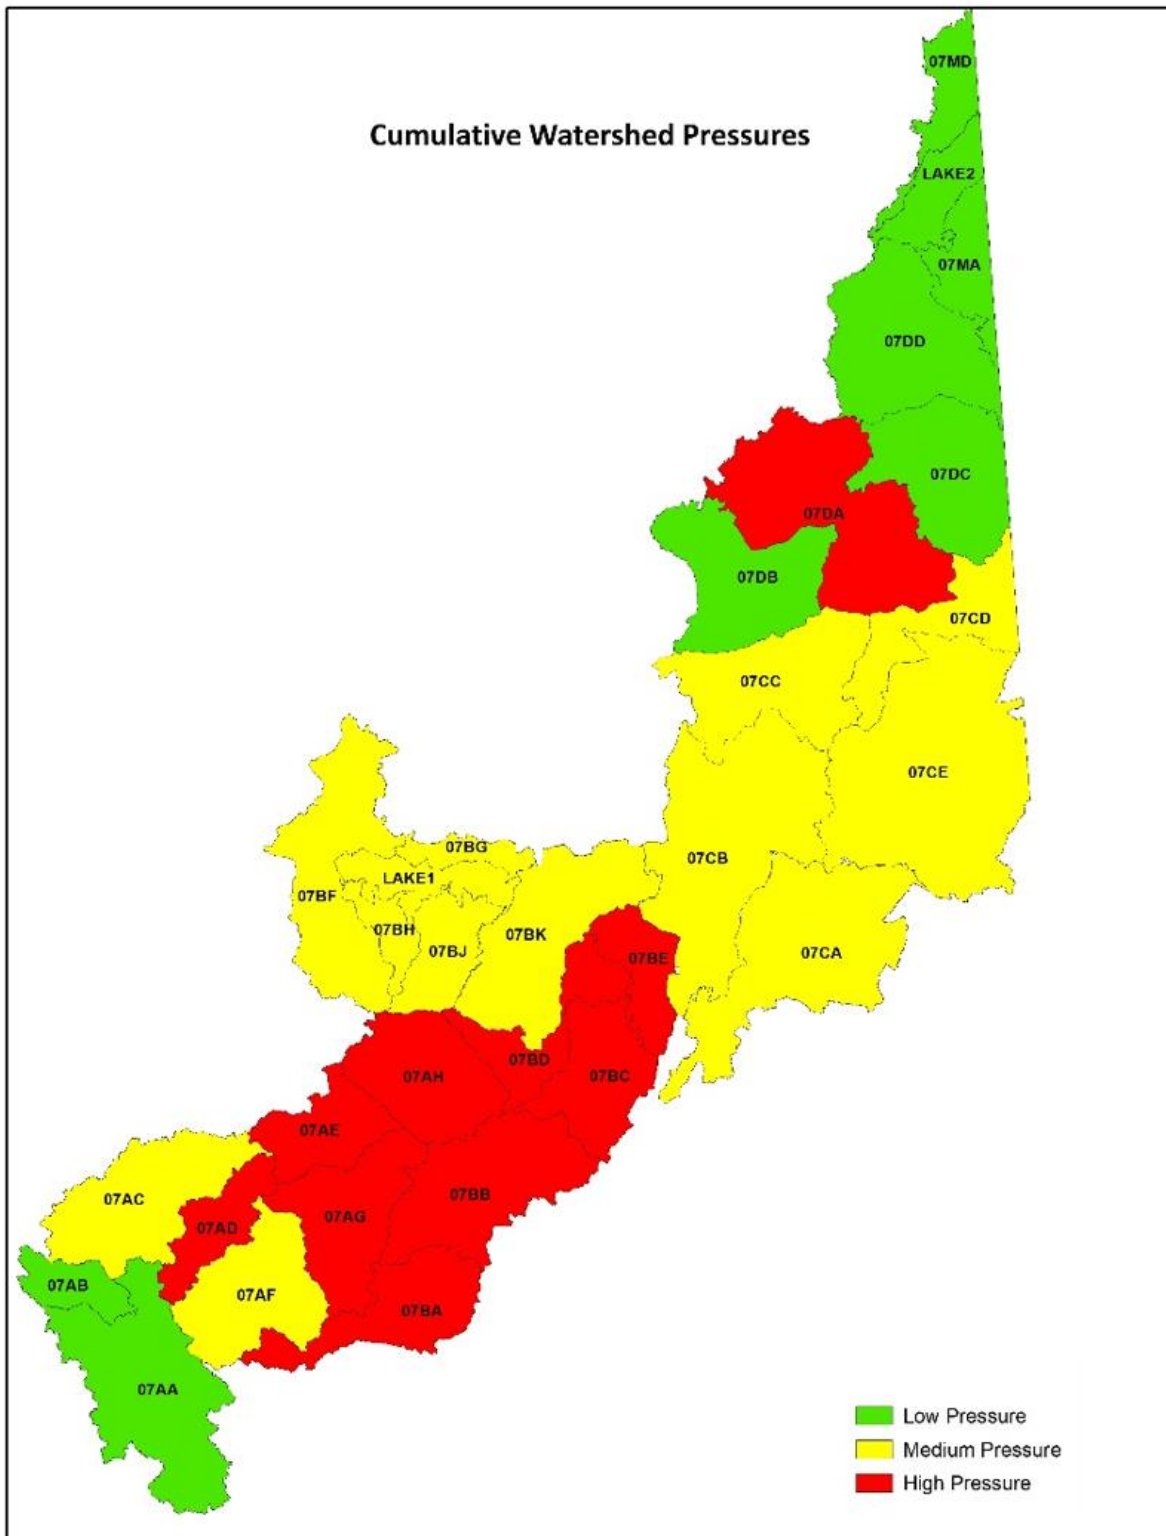 07MD
Cumulative Watershed Pressures
LAKE2
07MA
07DD
07DC
07DA
07DB
07CD
07CC
07CE
07BG
07CB
LAKE1
07BF
07BH
07BK
07BJ
07CA
07BE
07BD
07AH
07BC
07AE
07AC
07BB
07AG
07AD
07AB
07AF
07BA
07AA
Low Pressure
Medium Pressure
High Pressure